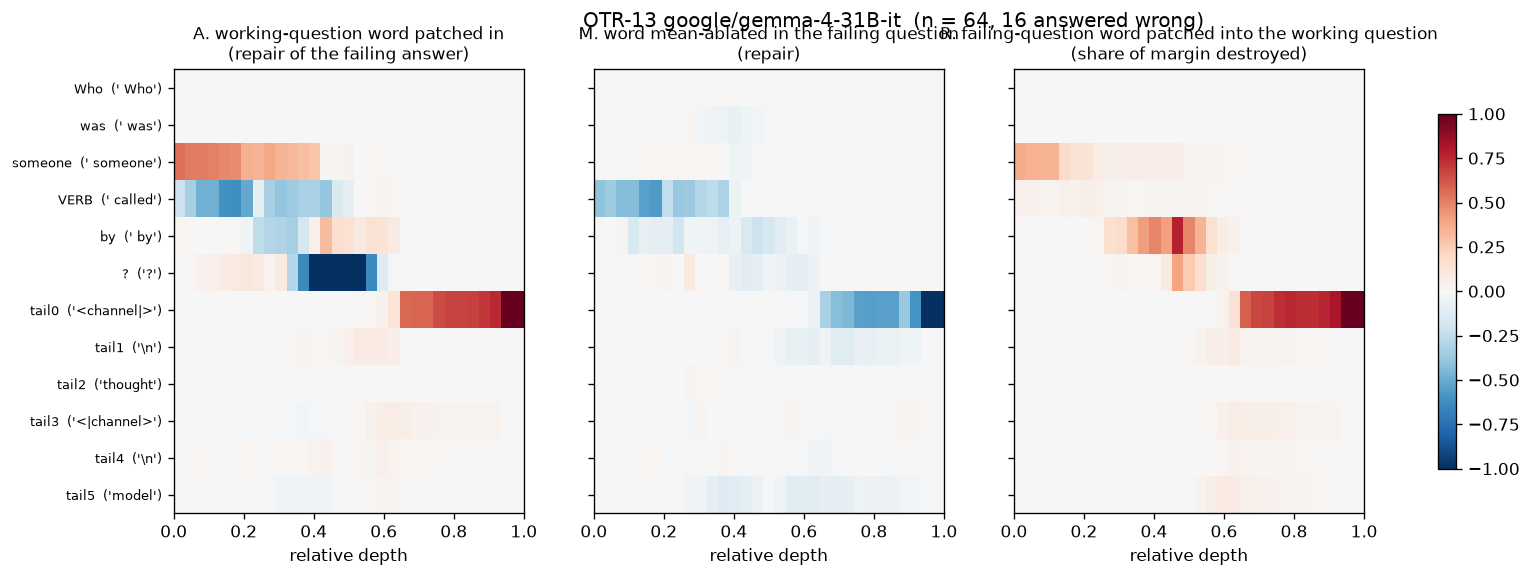 OTR-13 google/gemma-4-31B-it (n = 64, 16 answered wrong)
A. working-question word patched in
(repair of the failing answer)
M. word mean-ablated in the failing question
(repair)
R. failing-question word patched into the working question
(share of margin destroyed)
Who (' Who')
was (' was')
someone (' someone')
VERB (' called')
by (' by')
? ('?')
tail0 ('<channel|>')
tail1 ('\n')
tail2 ('thought')
tail3 ('<|channel>')
tail4 ('\n')
tail5 ('model')
0.0 0.2 0.4 0.6 0.8 1.0
relative depth
0.0 0.2 0.4 0.6 0.8 1.0
relative depth
0.0 0.2 0.4 0.6 0.8 1.0
relative depth
1.00
0.75
0.50
0.25
0.00
−0.25
−0.50
−0.75
−1.00